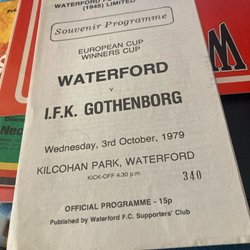 (1945) LIMITED
Souvenir Programme
EUROPEAN CUP
WINNERS CUP
WATERFORD
v
I.F.K. GOTHENBORG
Wednesday, 3rd October, 1979
KILCOHAN PARK, WATERFORD
KICK-OFF 4.30 p.m.
340
OFFICIAL PROGRAMME - 15p
Published by Waterford F.C. Supporters' Club